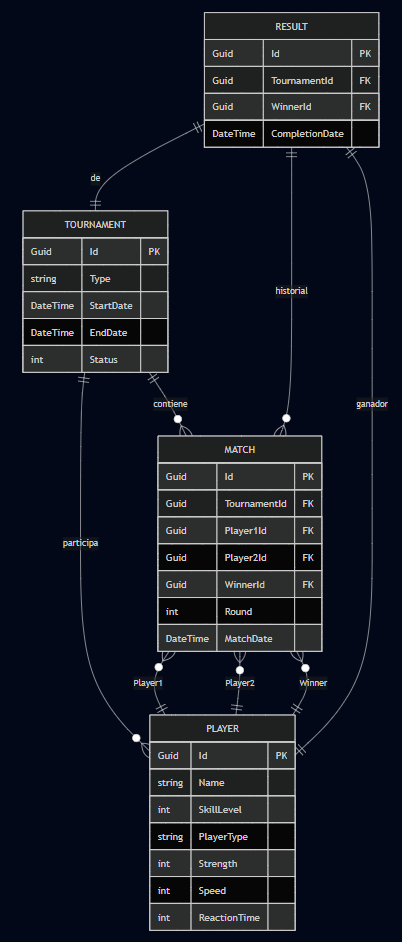 RESULT
Guid Id PK
Guid TournamentId FK
Guid WinnerId FK
DateTime CompletionDate
de
TOURNAMENT
Guid Id PK
string Type
DateTime StartDate
DateTime EndDate
int Status
historial
contiene
ganador
MATCH
Guid Id PK
Guid TournamentId FK
Guid Player1Id FK
Guid Player2Id FK
Guid WinnerId FK
int Round
DateTime MatchDate
participa
Player1 Player2 Winner
PLAYER
Guid Id PK
string Name
int SkillLevel
string PlayerType
int Strength
int Speed
int ReactionTime